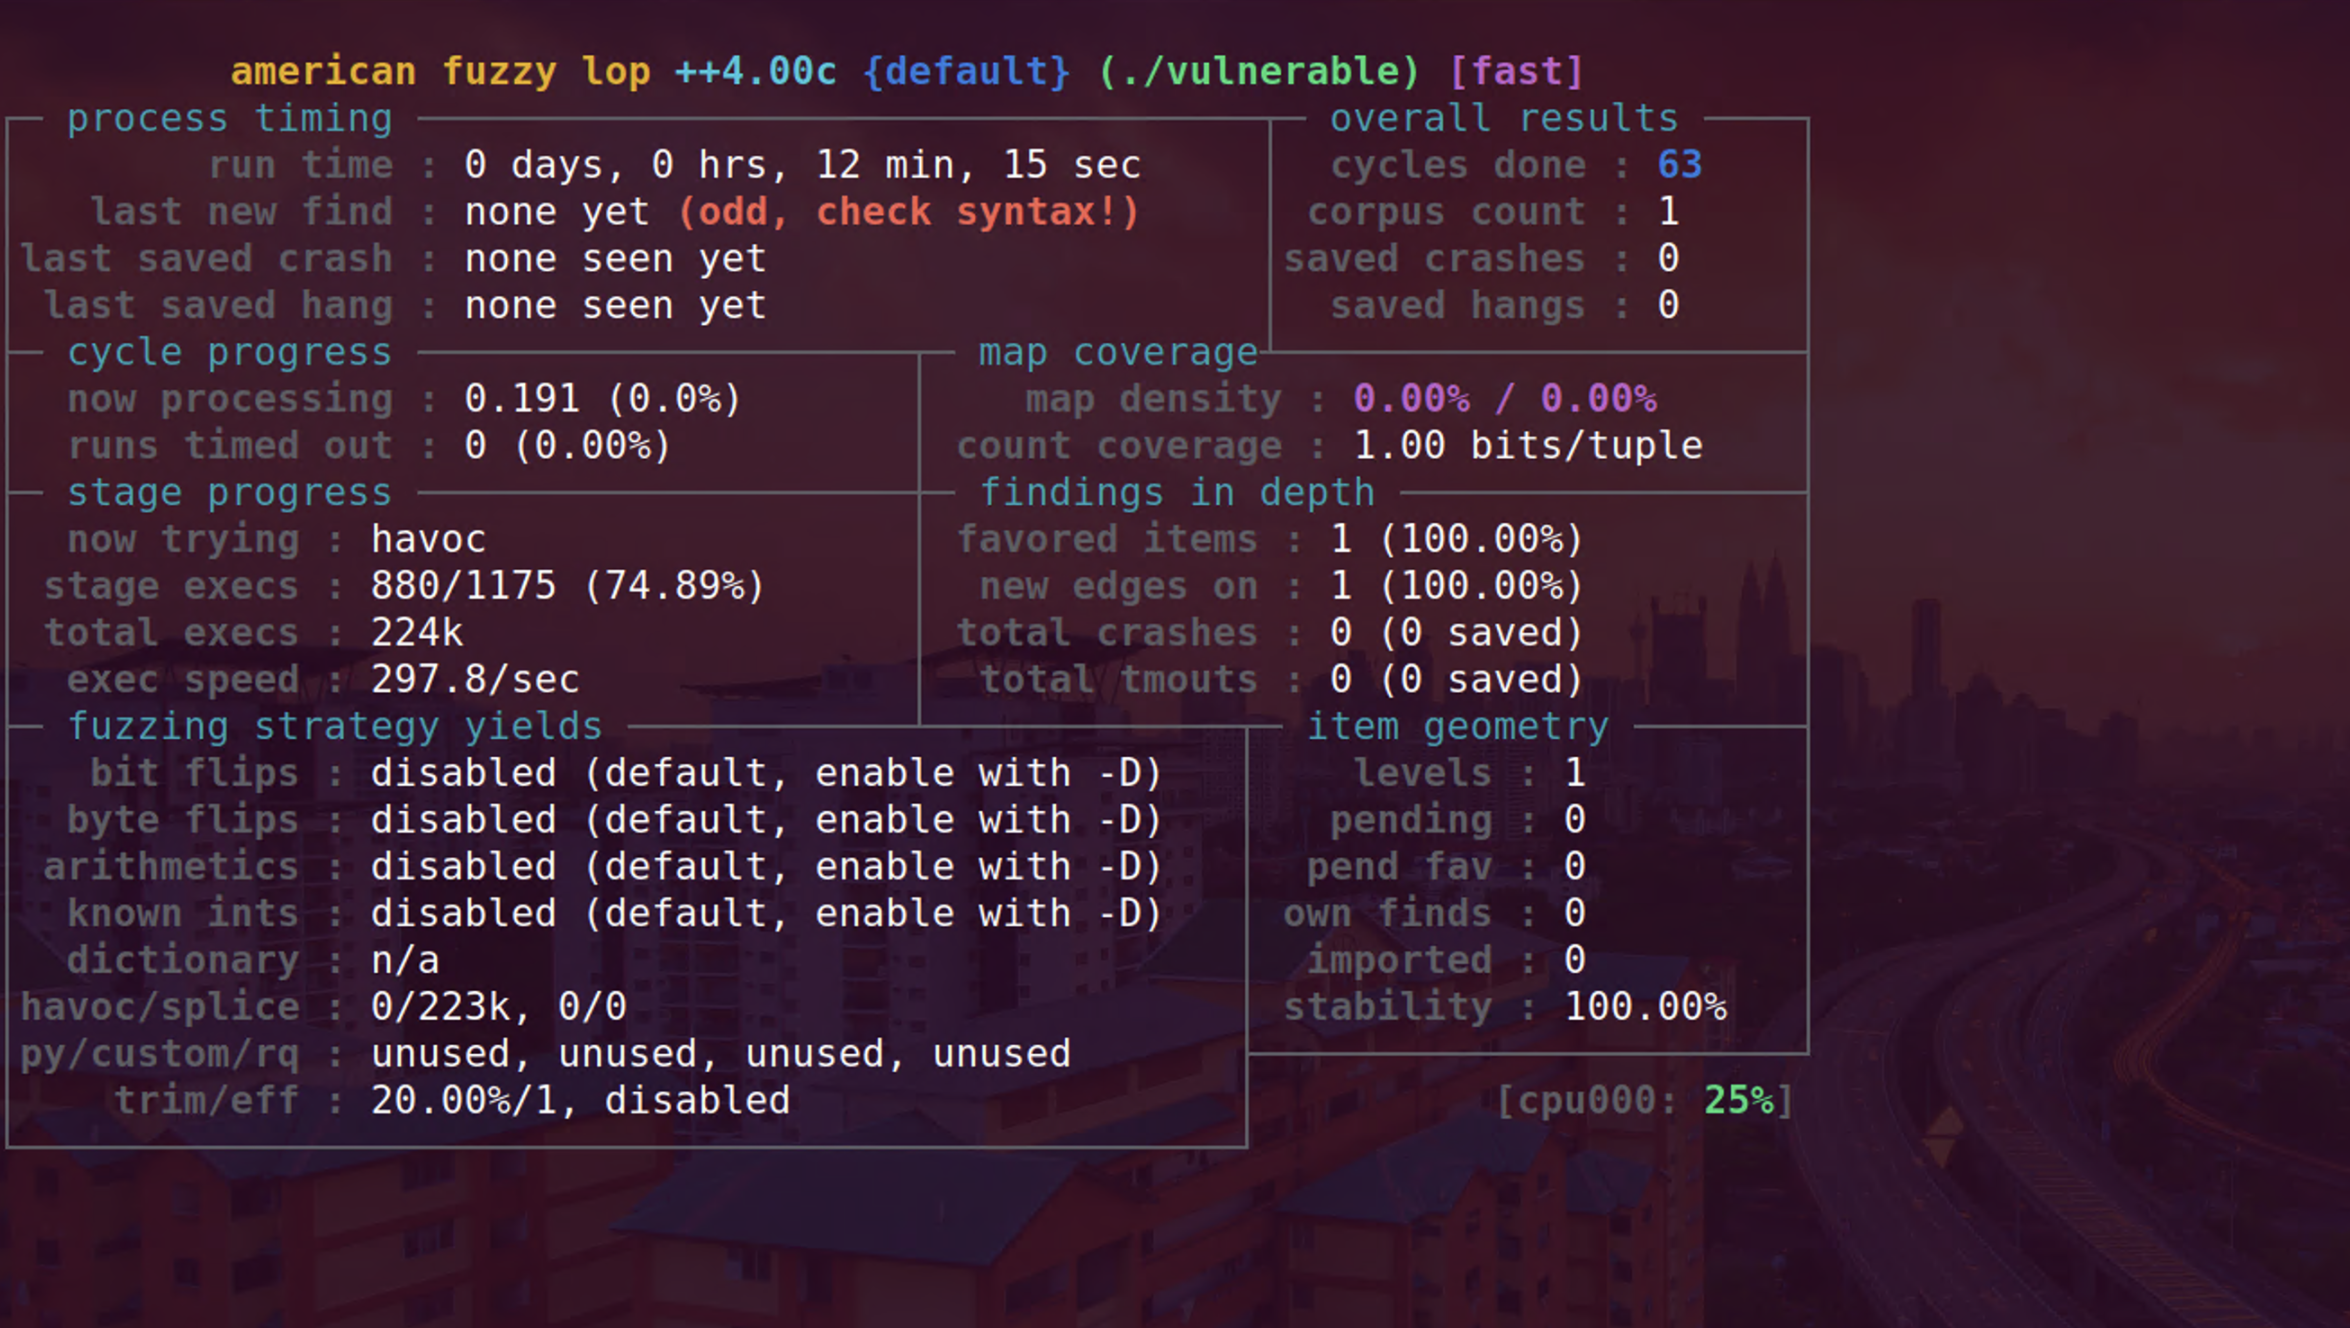 american fuzzy lop ++4.00c {default} (./vulnerable) [fast]
process timing overall results
run time : 0 days, 0 hrs, 12 min, 15 sec cycles done : 63
last new find : none yet (odd, check syntax!) corpus count : 1
last saved crash : none seen yet saved crashes : 0
last saved hang : none seen yet saved hangs : 0
cycle progress map coverage
now processing : 0.191 (0.0%) map density : 0.00% / 0.00%
runs timed out : 0 (0.00%) count coverage : 1.00 bits/tuple
stage progress findings in depth
now trying : havoc favored items : 1 (100.00%)
stage execs : 880/1175 (74.89%) new edges on : 1 (100.00%)
total execs : 224k total crashes : 0 (0 saved)
exec speed : 297.8/sec total tmouts : 0 (0 saved)
fuzzing strategy yields item geometry
bit flips : disabled (default, enable with -D) levels : 1
byte flips : disabled (default, enable with -D) pending : 0
arithmetics : disabled (default, enable with -D) pend fav : 0
known ints : disabled (default, enable with -D) own finds : 0
dictionary : n/a imported : 0
havoc/splice : 0/223k, 0/0 stability : 100.00%
py/custom/rq : unused, unused, unused, unused
trim/eff : 20.00%/1, disabled [cpu000: 25%]